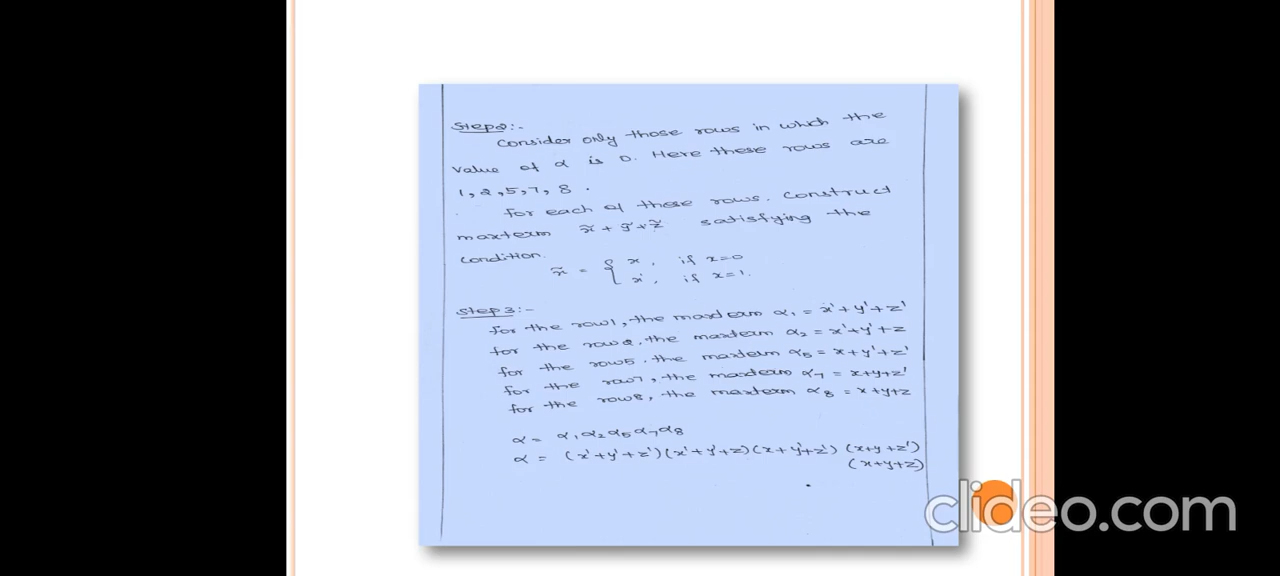 Step2:-
Consider only those rows in which the
value of α is 0. Here these rows are
1, 2, 5, 7, 8.
for each of these rows. Construct
maxterm x̃ + ỹ + z̃ satisfying the
condition.
x̃ = { x, if x=0
x', if x=1.
Step 3:-
for the row1, the maxterm α₁ = x'+y'+z'
for the row2, the maxterm α₂ = x'+y'+z
for the row5, the maxterm α₅ = x+y'+z'
for the row7, the maxterm α₇ = x+y+z'
for the row8, the maxterm α₈ = x+y+z
α = α₁α₂α₅α₇α₈
α = (x'+y'+z')(x'+y'+z)(x+y'+z')(x+y+z')
(x+y+z)
clideo.com